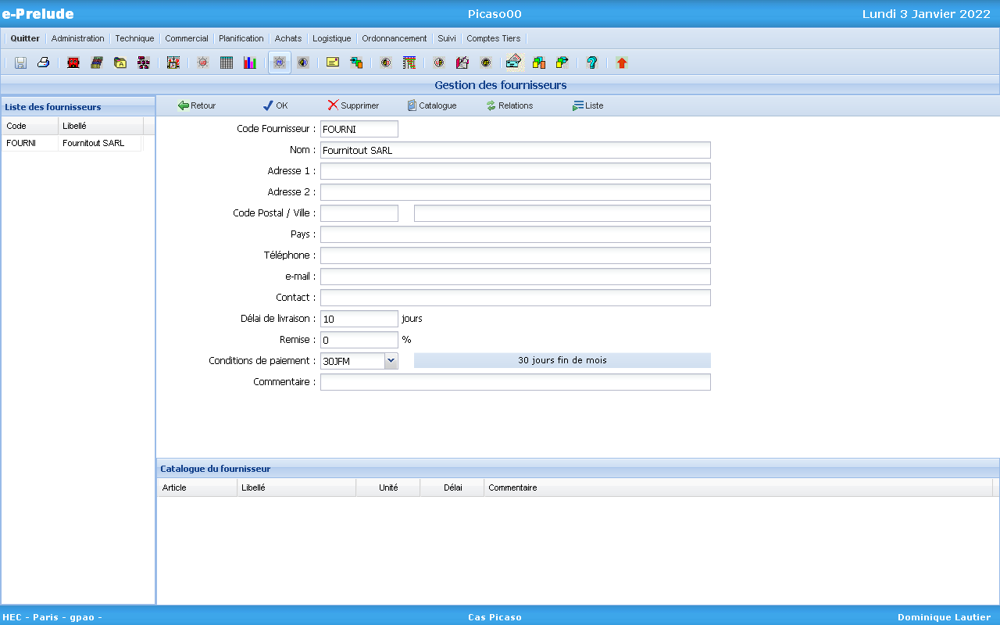 e-Prelude Picaso00 Lundi 3 Janvier 2022
Quitter Administration Technique Commercial Planification Achats Logistique Ordonnancement Suivi Comptes Tiers
Gestion des fournisseurs
Liste des fournisseurs
Code Libellé
FOURNI Fournitout SARL
Retour OK Supprimer Catalogue Relations Liste
Code Fournisseur : FOURNI
Nom : Fournitout SARL
Adresse 1 :
Adresse 2 :
Code Postal / Ville :
Pays :
Téléphone :
e-mail :
Contact :
Délai de livraison : 10 jours
Remise : 0 %
Conditions de paiement : 30JFM 30 jours fin de mois
Commentaire :
Catalogue du fournisseur
Article Libellé Unité Délai Commentaire
HEC - Paris - gpao - Cas Picaso Dominique Lautier